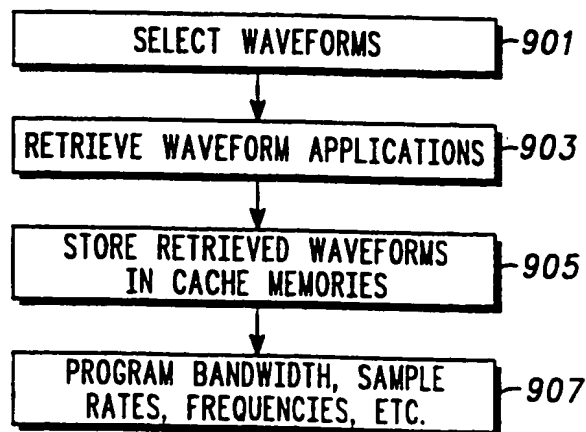 SELECT WAVEFORMS 901
RETRIEVE WAVEFORM APPLICATIONS 903
STORE RETRIEVED WAVEFORMS
IN CACHE MEMORIES 905
PROGRAM BANDWIDTH, SAMPLE
RATES, FREQUENCIES, ETC. 907